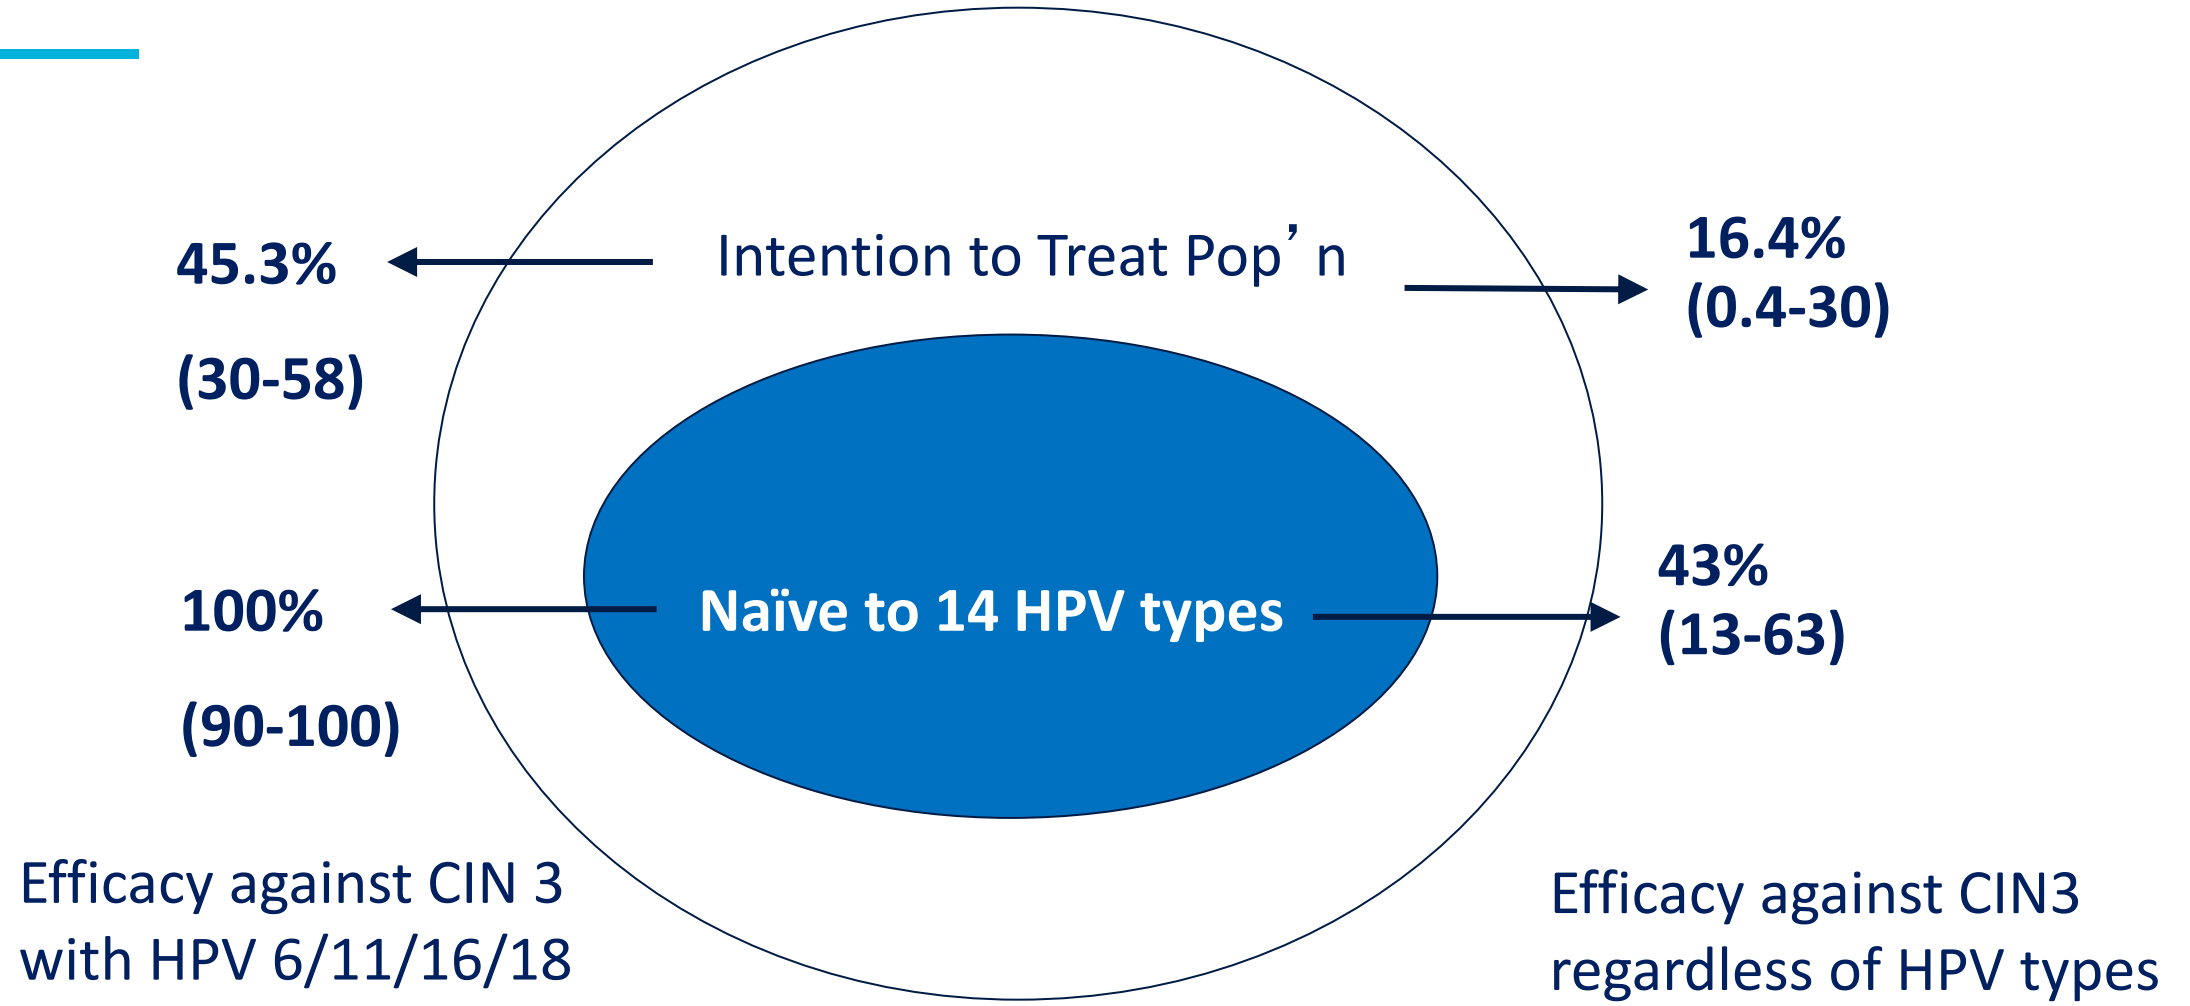 Intention to Treat Pop’n
45.3%
(30-58)
16.4%
(0.4-30)
Naïve to 14 HPV types
100%
(90-100)
43%
(13-63)
Efficacy against CIN 3
with HPV 6/11/16/18
Efficacy against CIN3
regardless of HPV types